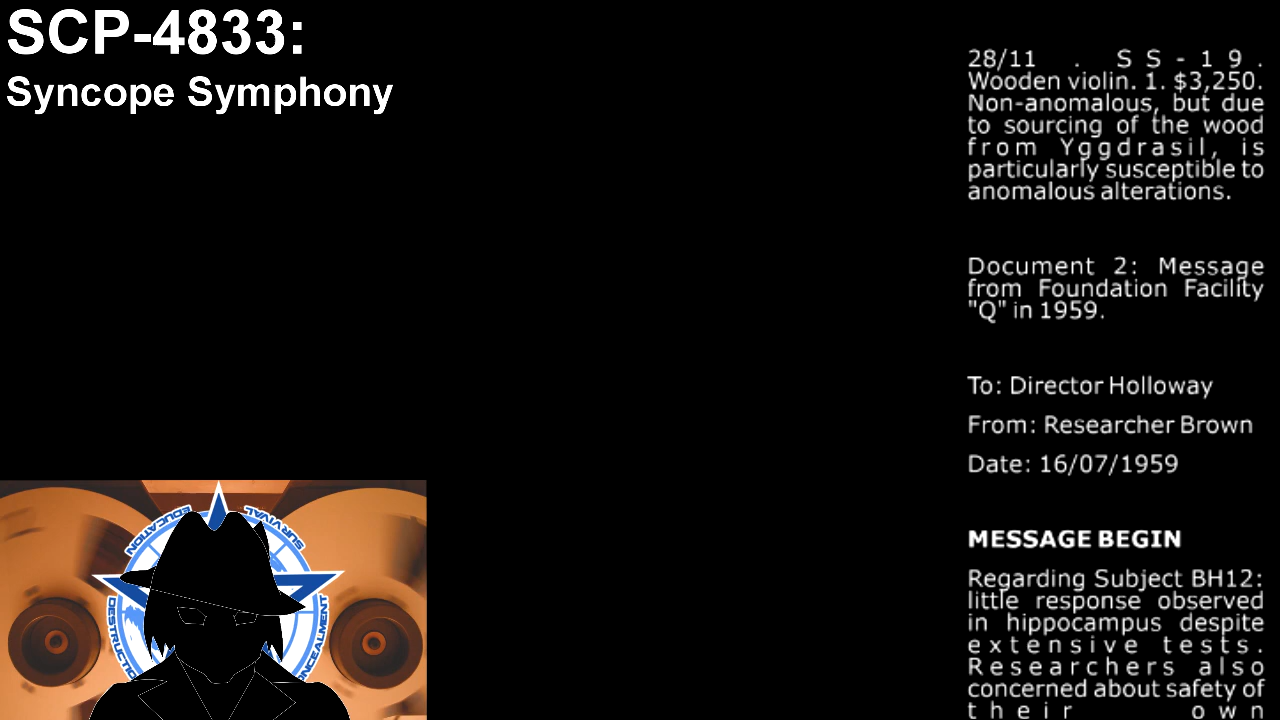 SCP-4833:
Syncope Symphony
28/11 . SS-19.
Wooden violin. 1. $3,250.
Non-anomalous, but due
to sourcing of the wood
from Yggdrasil, is
particularly susceptible to
anomalous alterations.
Document 2: Message
from Foundation Facility
"Q" in 1959.
To: Director Holloway
From: Researcher Brown
Date: 16/07/1959
MESSAGE BEGIN
Regarding Subject BH12:
little response observed
in hippocampus despite
extensive tests.
Researchers also
concerned about safety of
their own
EDUCATION
SURVIVAL